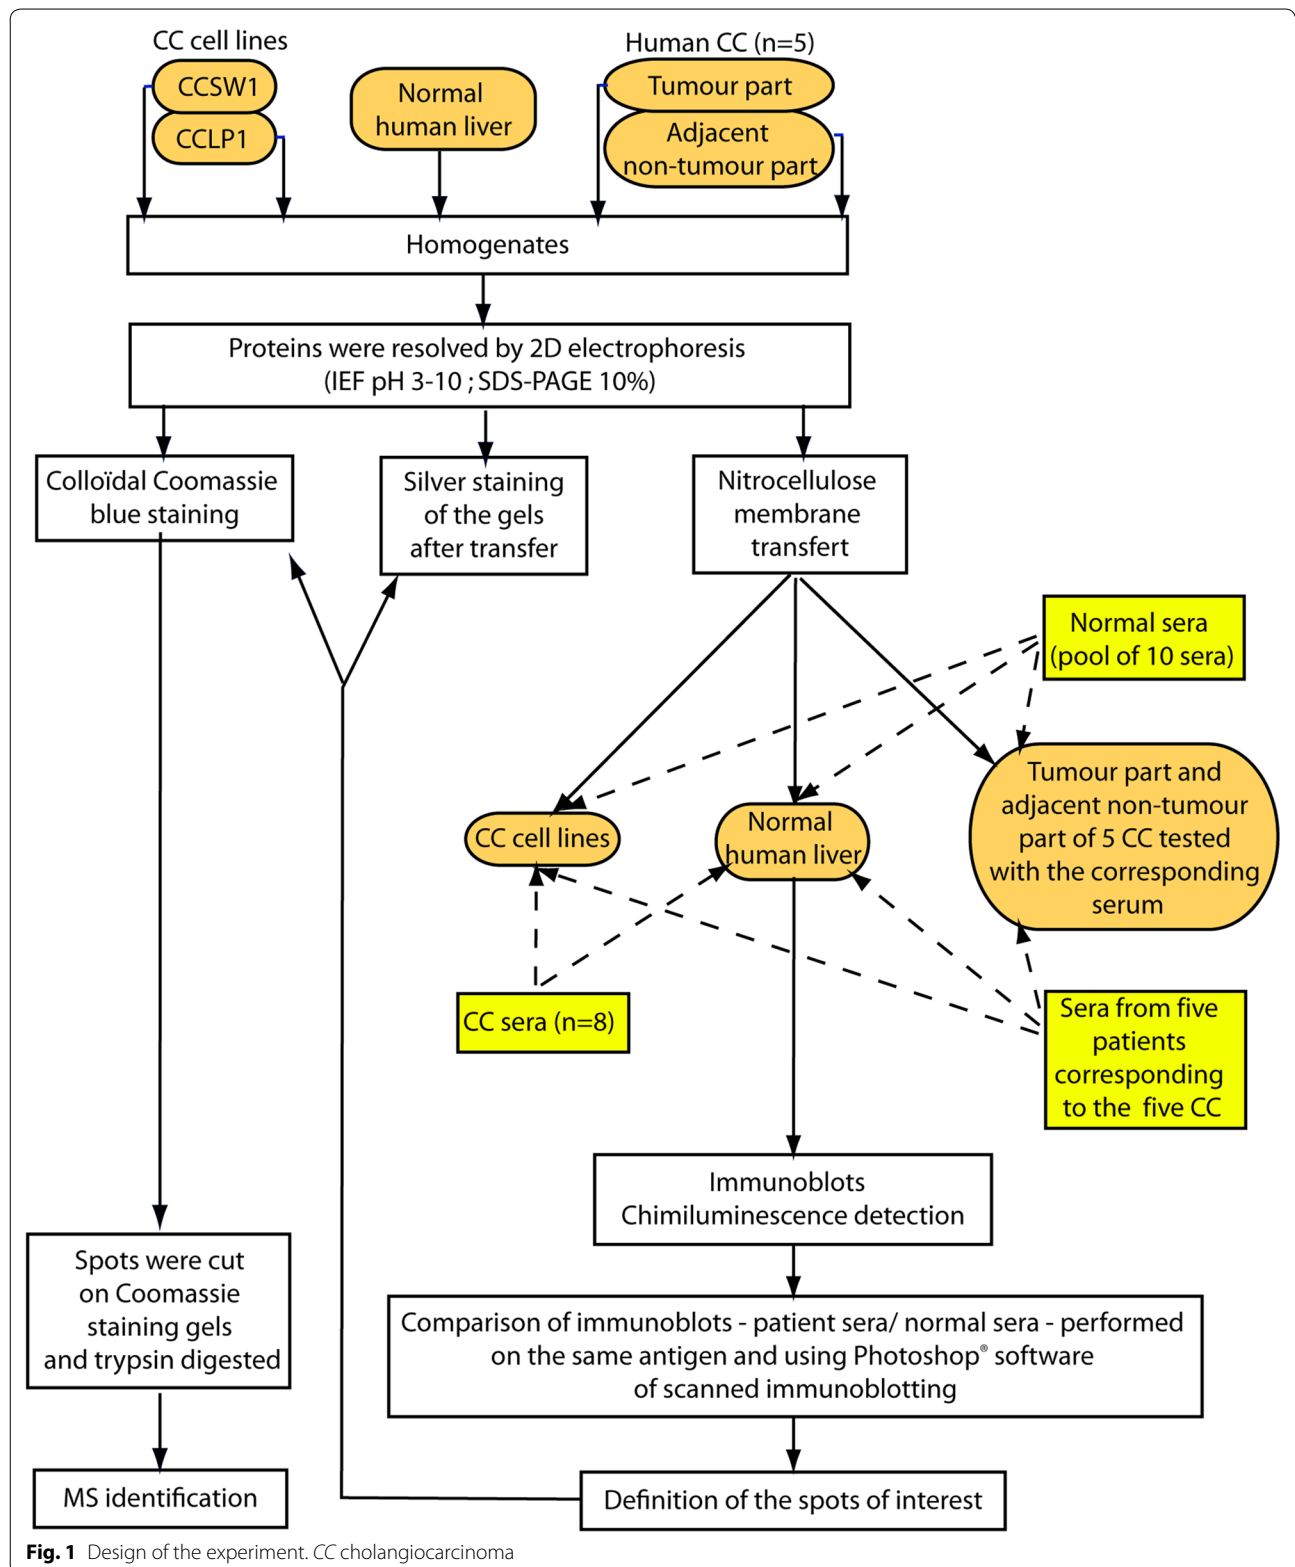 CC cell lines
CCSW1
CCLP1
Normal
human liver
Human CC (n=5)
Tumour part
Adjacent
non-tumour part
Homogenates
Proteins were resolved by 2D electrophoresis
(IEF pH 3-10 ; SDS-PAGE 10%)
Colloïdal Coomassie
blue staining
Silver staining
of the gels
after transfer
Nitrocellulose
membrane
transfert
Normal sera
(pool of 10 sera)
CC cell lines
Normal
human liver
Tumour part and
adjacent non-tumour
part of 5 CC tested
with the corresponding
serum
CC sera (n=8)
Sera from five
patients
corresponding
to the five CC
Immunoblots
Chimiluminescence detection
Spots were cut
on Coomassie
staining gels
and trypsin digested
Comparison of immunoblots - patient sera/ normal sera - performed
on the same antigen and using Photoshop® software
of scanned immunoblotting
MS identification
Definition of the spots of interest
Fig. 1 Design of the experiment. CC cholangiocarcinoma